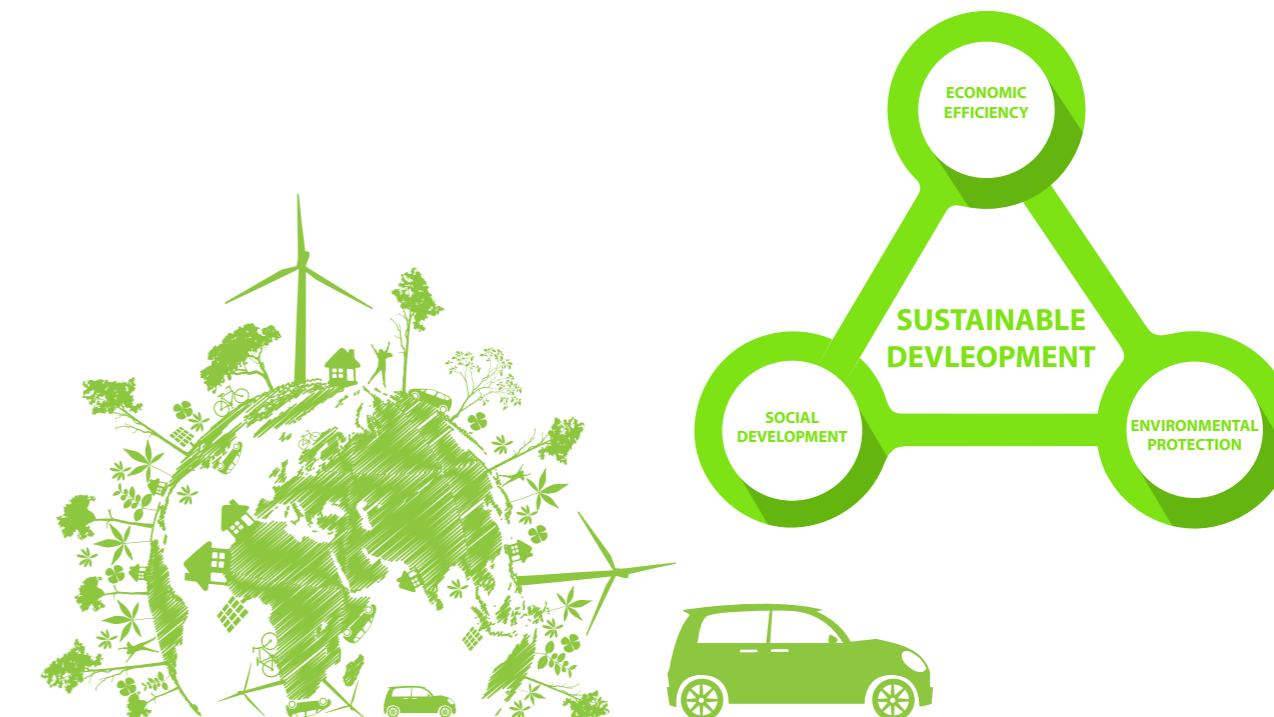 ECONOMIC
EFFICIENCY
SUSTAINABLE
DEVLEOPMENT
SOCIAL
DEVELOPMENT
ENVIRONMENTAL
PROTECTION